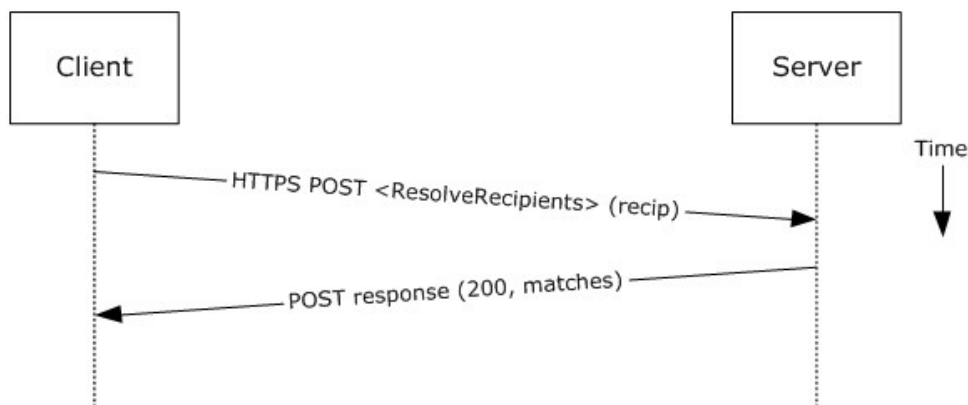 Client
Server
Time
HTTPS POST <ResolveRecipients> (recip)
POST response (200, matches)